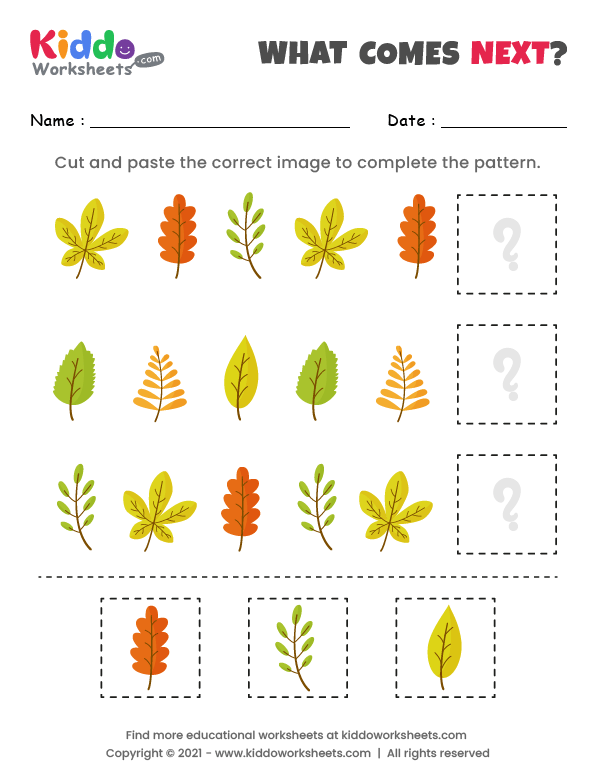 Kiddo
Worksheets.com
WHAT COMES NEXT?
Name : Date :
Cut and paste the correct image to complete the pattern.
?
?
?
Find more educational worksheets at kiddoworksheets.com
Copyright © 2021 - www.kiddoworksheets.com | All rights reserved